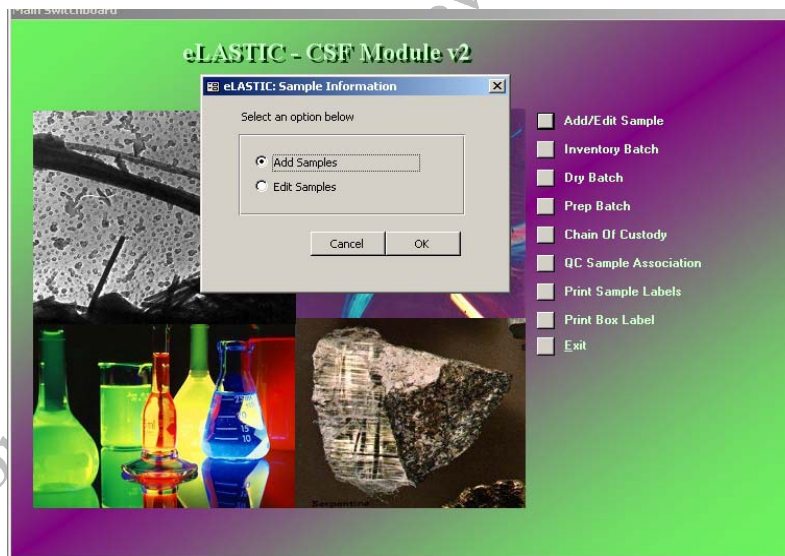 Main Switchboard
eLASTIC - CSF Module v2
eLASTIC: Sample Information
Select an option below
Add Samples
Edit Samples
Cancel
OK
Add/Edit Sample
Inventory Batch
Dry Batch
Prep Batch
Chain Of Custody
QC Sample Association
Print Sample Labels
Print Box Label
Exit
15
10
Serpentine